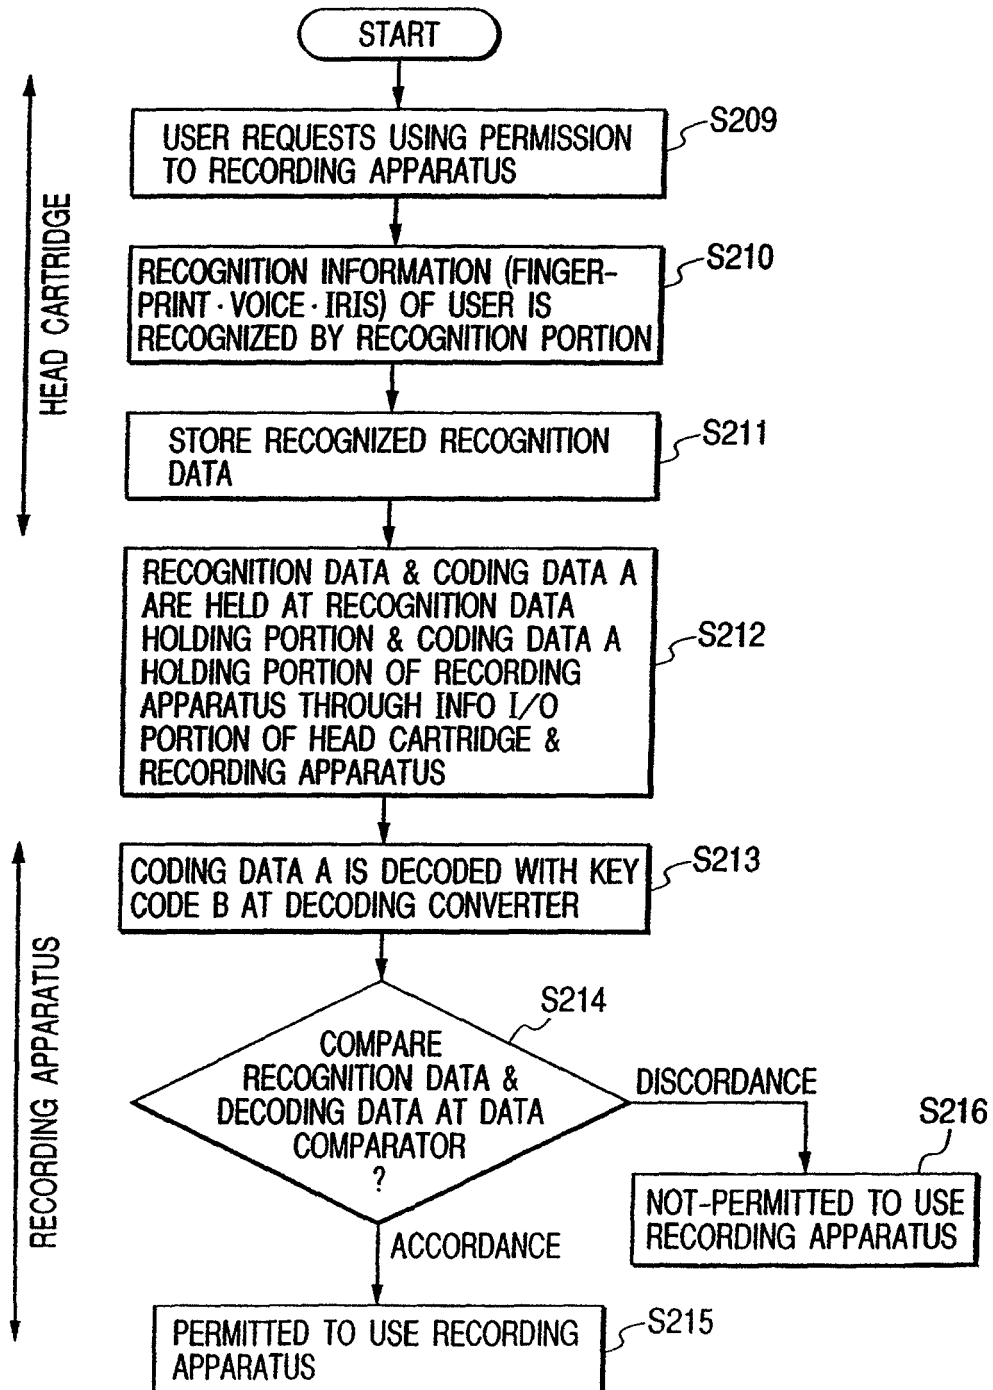 START
S209
USER REQUESTS USING PERMISSION
TO RECORDING APPARATUS
S210
RECOGNITION INFORMATION (FINGER-
PRINT · VOICE · IRIS) OF USER IS
RECOGNIZED BY RECOGNITION PORTION
HEAD CARTRIDGE
S211
STORE RECOGNIZED RECOGNITION
DATA
S212
RECOGNITION DATA & CODING DATA A
ARE HELD AT RECOGNITION DATA
HOLDING PORTION & CODING DATA A
HOLDING PORTION OF RECORDING
APPARATUS THROUGH INFO I/O
PORTION OF HEAD CARTRIDGE &
RECORDING APPARATUS
S213
CODING DATA A IS DECODED WITH KEY
CODE B AT DECODING CONVERTER
RECORDING APPARATUS
S214
COMPARE
RECOGNITION DATA &
DECODING DATA AT DATA
COMPARATOR
?
DISCORDANCE
S216
NOT-PERMITTED TO USE
RECORDING APPARATUS
ACCORDANCE
S215
PERMITTED TO USE RECORDING
APPARATUS